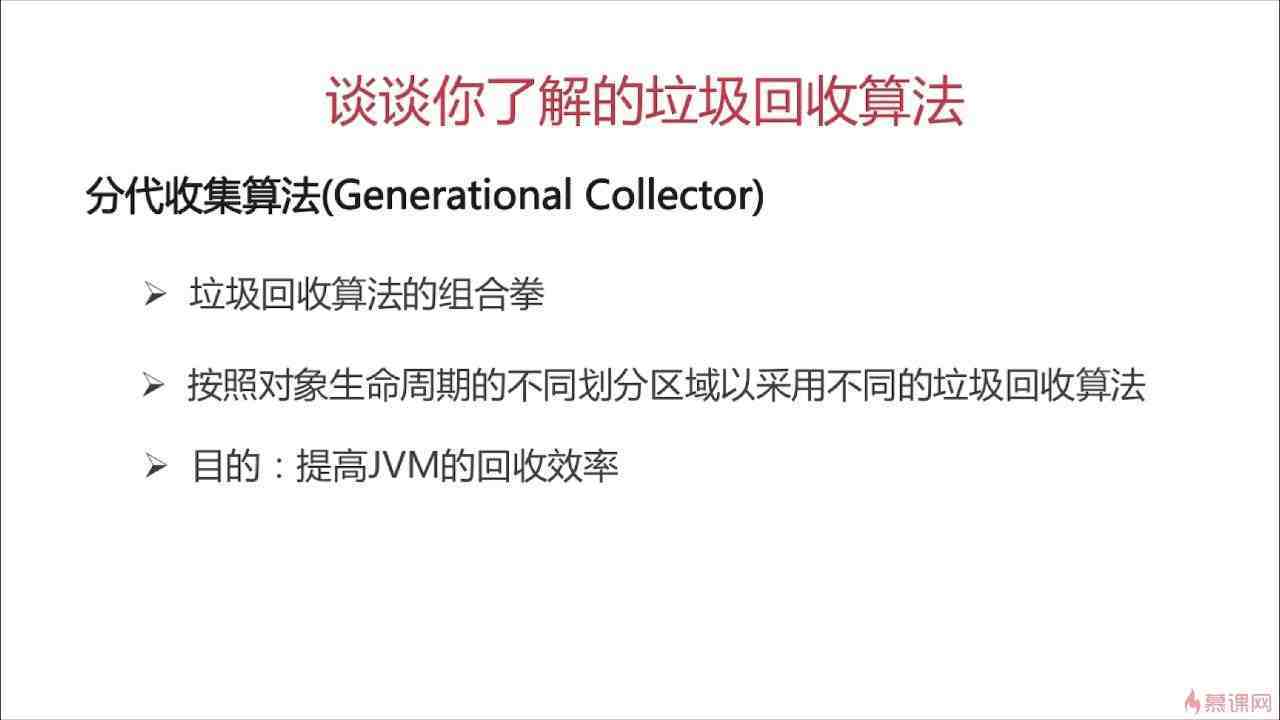 谈谈你了解的垃圾回收算法
分代收集算法(Generational Collector)
垃圾回收算法的组合拳
按照对象生命周期的不同划分区域以采用不同的垃圾回收算法
目的：提高JVM的回收效率
慕课网